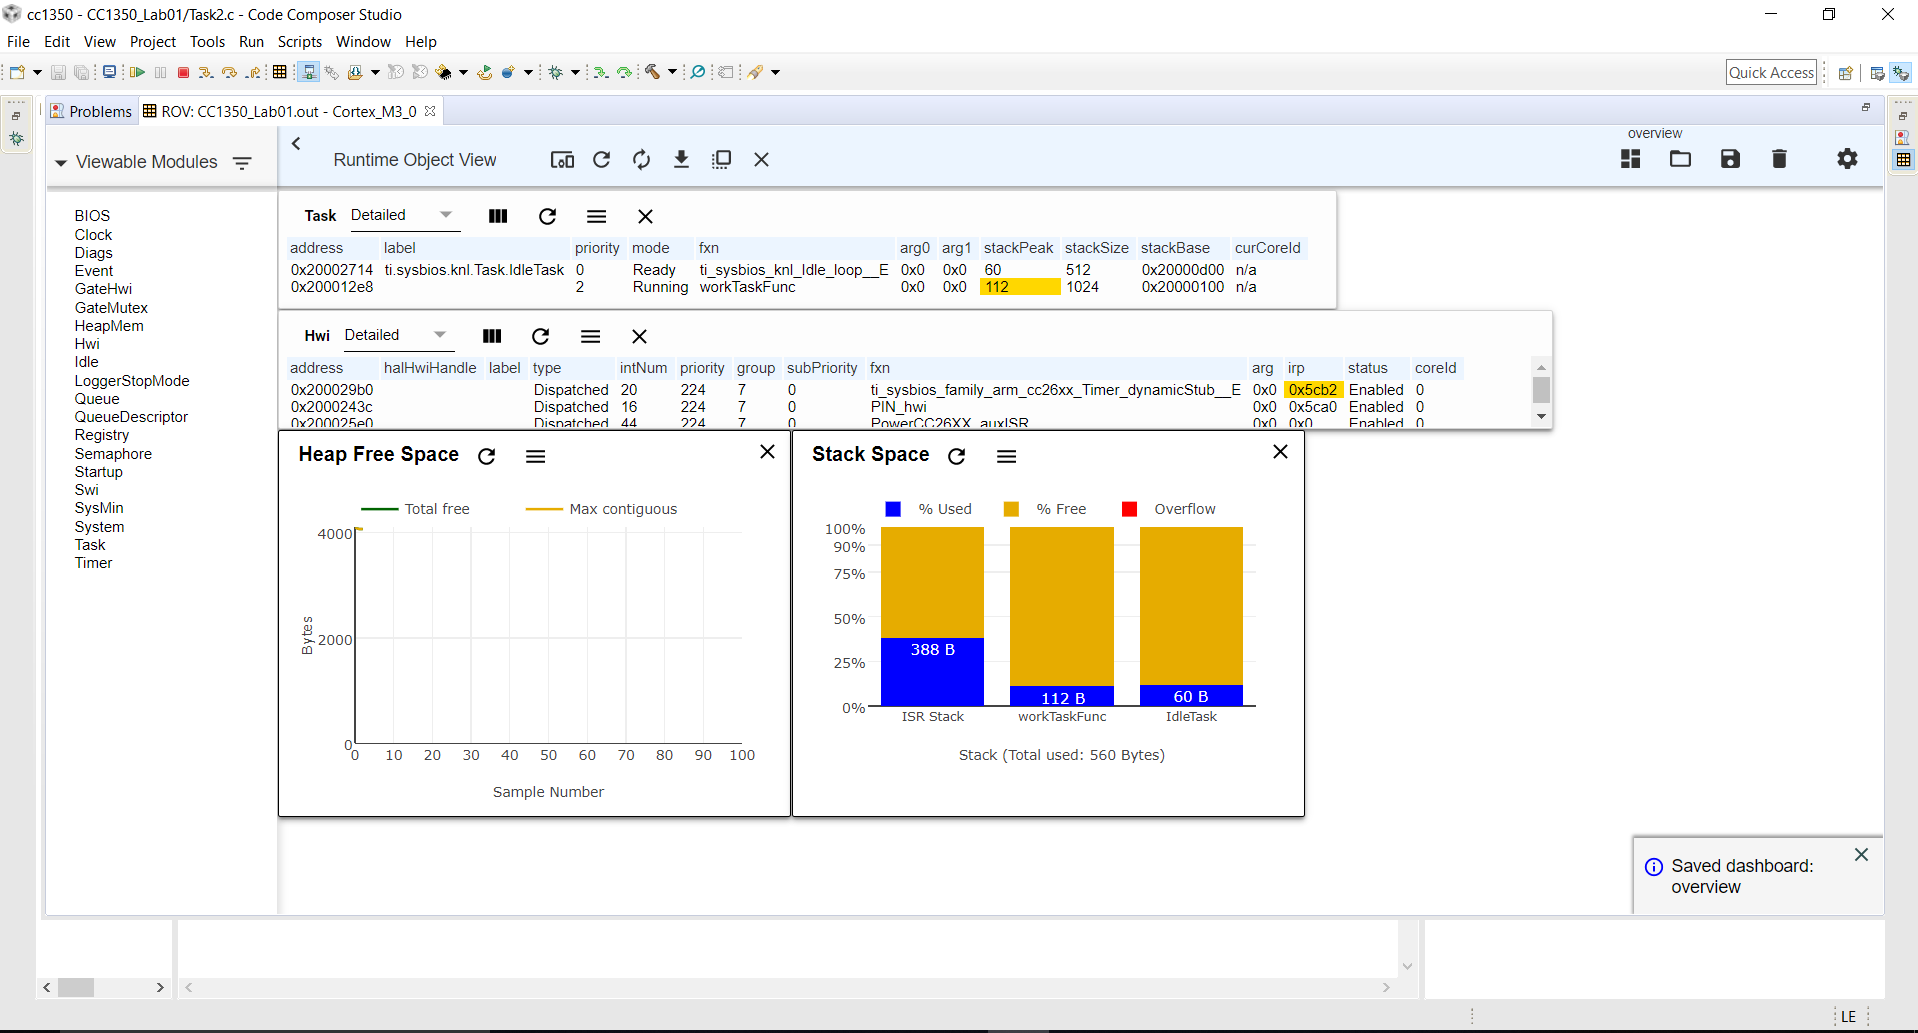 cc1350 - CC1350_Lab01/Task2.c - Code Composer Studio
File Edit View Project Tools Run Scripts Window Help
Quick Access
Problems ROV: CC1350_Lab01.out - Cortex_M3_0
Viewable Modules
Runtime Object View
overview
BIOS
Clock
Diags
Event
GateHwi
GateMutex
HeapMem
Hwi
Idle
LoggerStopMode
Queue
QueueDescriptor
Registry
Semaphore
Startup
Swi
SysMin
System
Task
Timer
Task Detailed
address label priority mode fxn arg0 arg1 stackPeak stackSize stackBase curCoreId
0x20002714 ti.sysbios.knl.Task.IdleTask 0 Ready ti_sysbios_knl_Idle_loop__E 0x0 0x0 60 512 0x20000d00 n/a
0x200012e8 2 Running workTaskFunc 0x0 0x0 112 1024 0x20000100 n/a
Hwi Detailed
address halHwiHandle label type intNum priority group subPriority fxn arg irp status coreId
0x200029b0 Dispatched 20 224 7 0 ti_sysbios_family_arm_cc26xx_Timer_dynamicStub__E 0x0 0x5cb2 Enabled 0
0x2000243c Dispatched 16 224 7 0 PIN_hwi 0x0 0x5ca0 Enabled 0
0x200025e0 Dispatched 44 224 7 0 PowerCC26XX_auxISR 0x0 0x0 Enabled 0
Heap Free Space
Total free Max contiguous
4000
2000
0
Bytes
0 10 20 30 40 50 60 70 80 90 100
Sample Number
Stack Space
% Used % Free Overflow
100%
90%
75%
50%
25%
0%
388 B
112 B
60 B
ISR Stack workTaskFunc IdleTask
Stack (Total used: 560 Bytes)
Saved dashboard:
overview
LE